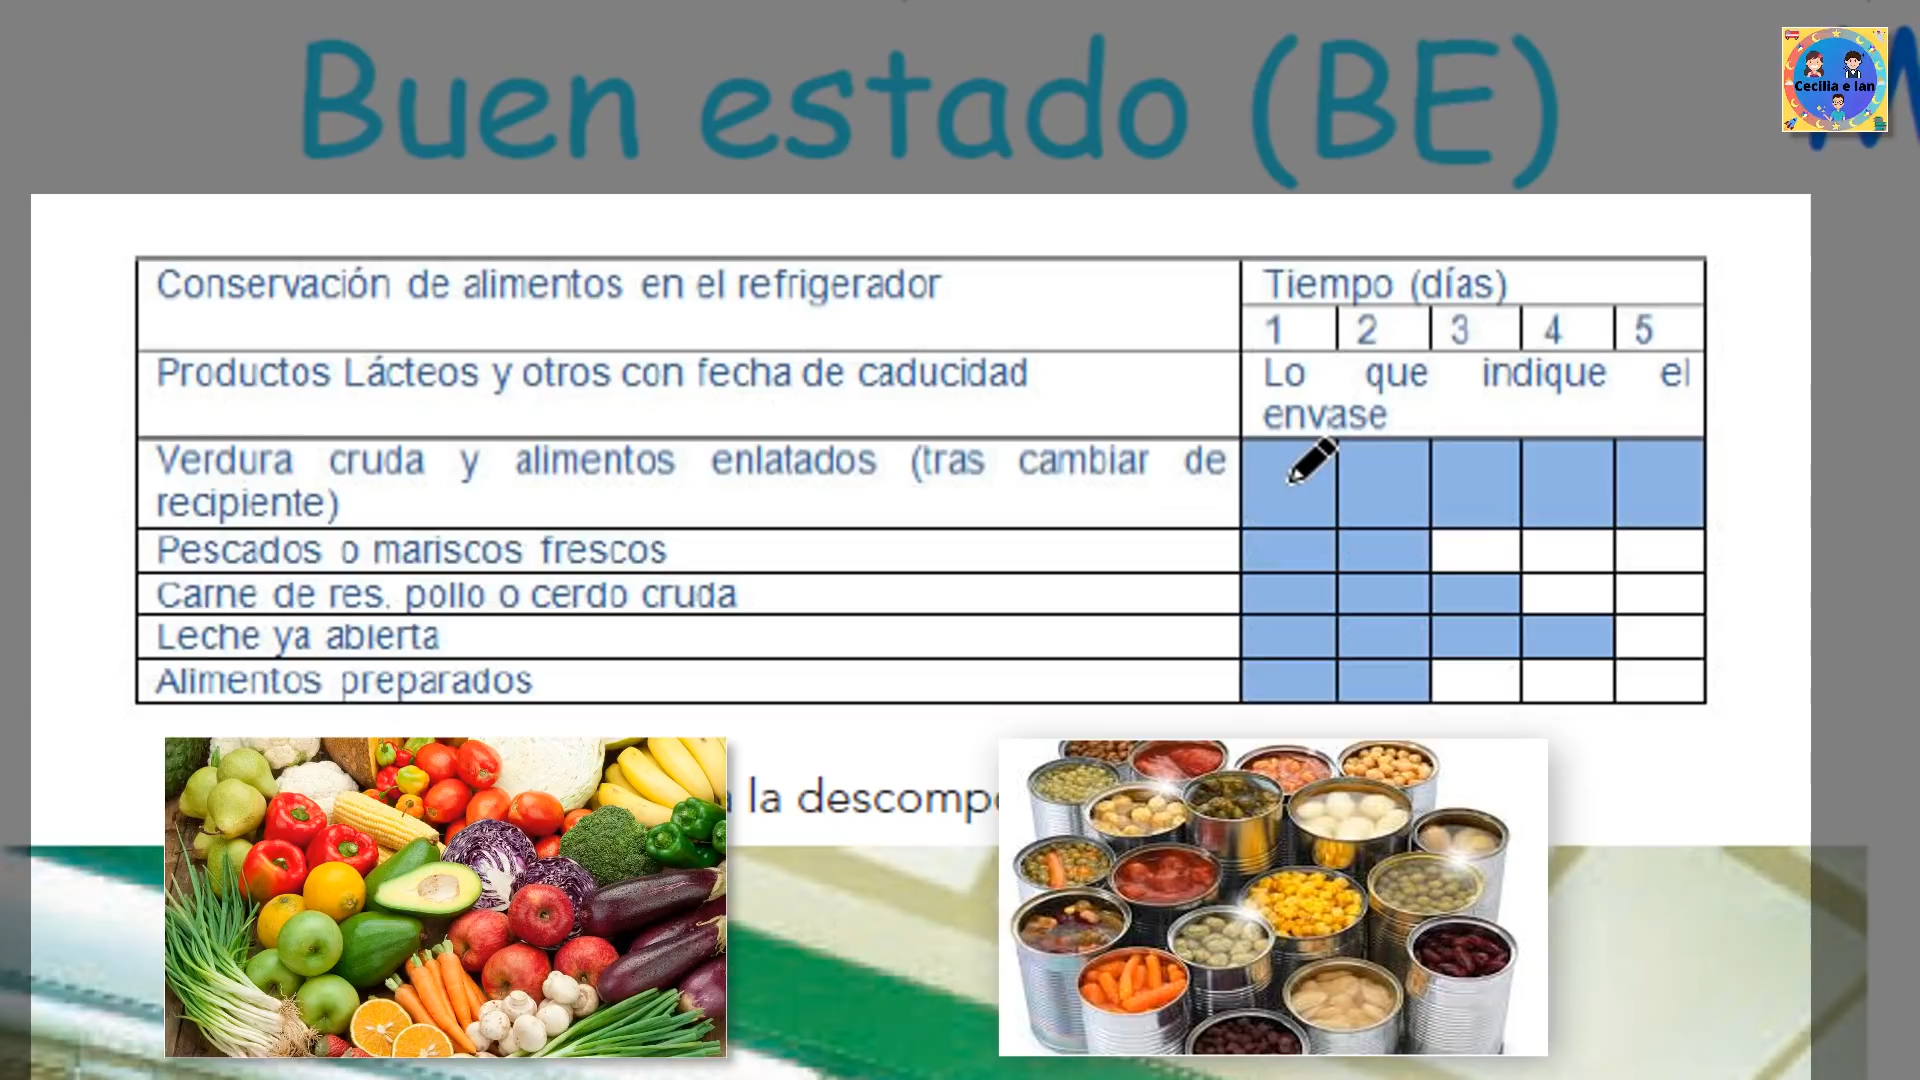 Buen estado (BE)
Cecilia e Ian
Conservación de alimentos en el refrigerador
Tiempo (días)
1 2 3 4 5
Productos Lácteos y otros con fecha de caducidad
Lo que indique el
envase
Verdura cruda y alimentos enlatados (tras cambiar de
recipiente)
Pescados o mariscos frescos
Carne de res, pollo o cerdo cruda
Leche ya abierta
Alimentos preparados
a la descomp